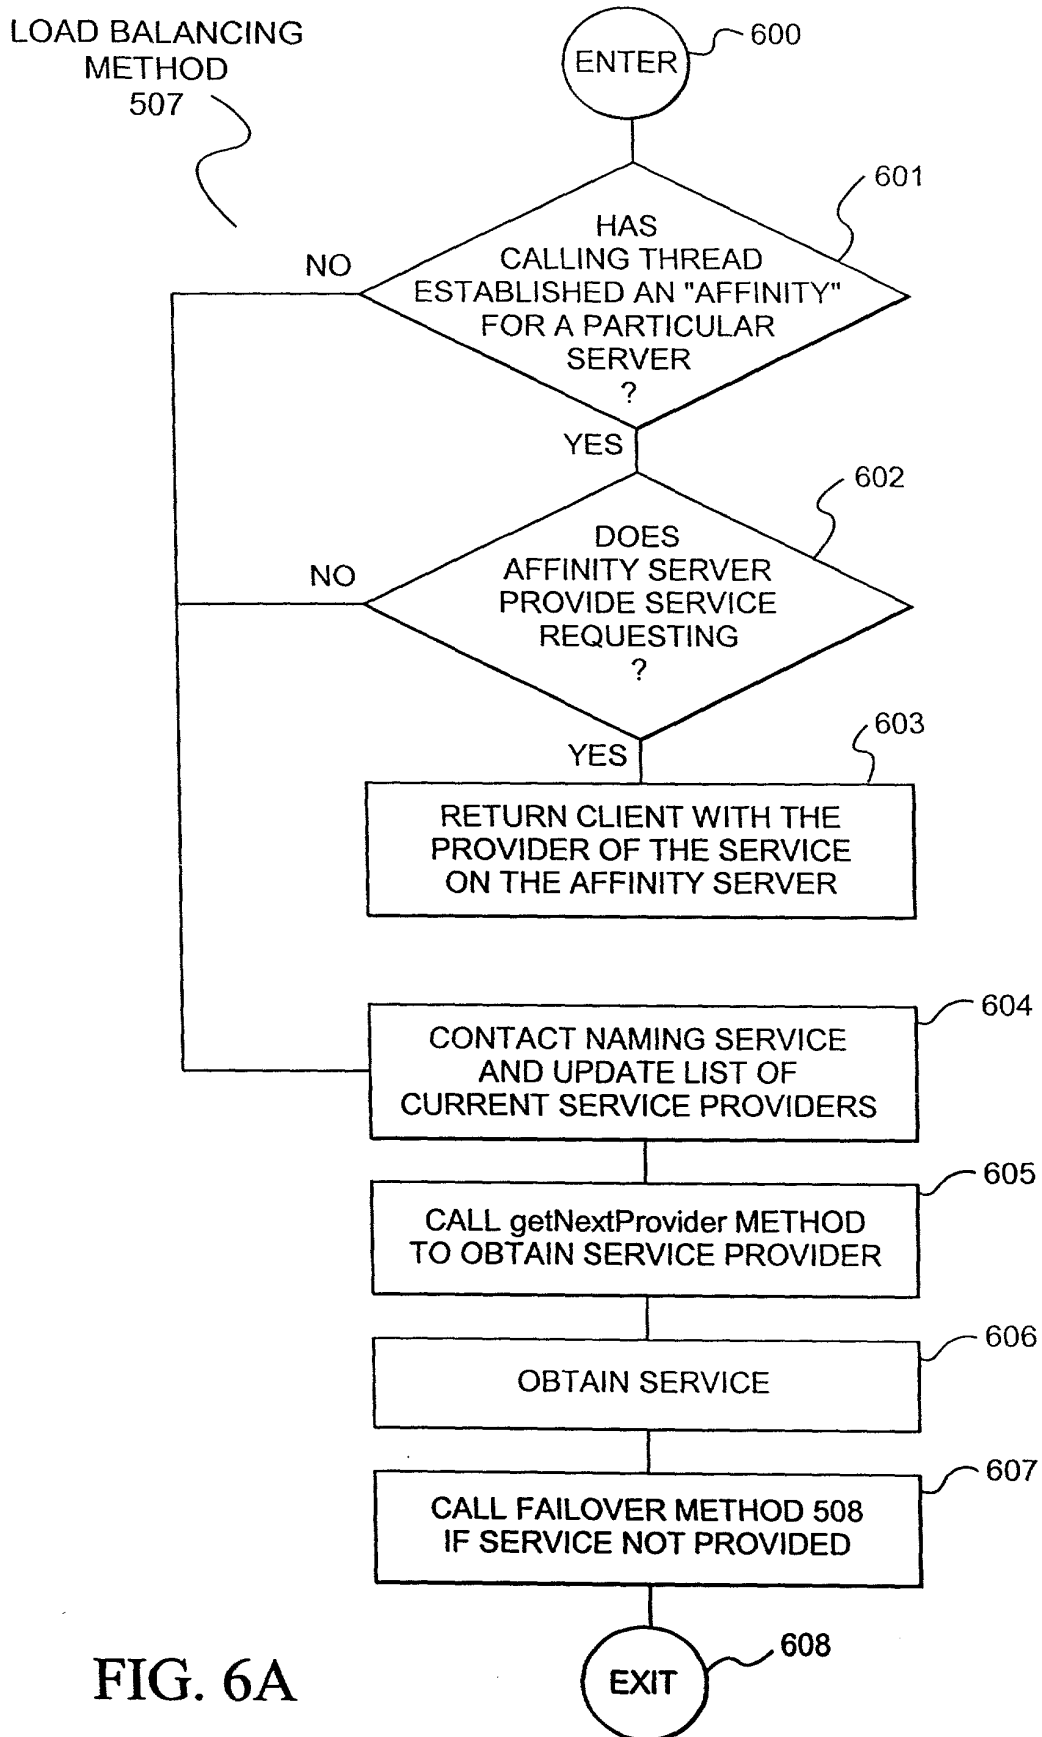 LOAD BALANCING
METHOD
507
ENTER
600
HAS
CALLING THREAD
ESTABLISHED AN "AFFINITY"
FOR A PARTICULAR
SERVER
?
601
NO
YES
DOES
AFFINITY SERVER
PROVIDE SERVICE
REQUESTING
?
602
NO
YES
603
RETURN CLIENT WITH THE
PROVIDER OF THE SERVICE
ON THE AFFINITY SERVER
604
CONTACT NAMING SERVICE
AND UPDATE LIST OF
CURRENT SERVICE PROVIDERS
605
CALL getNextProvider METHOD
TO OBTAIN SERVICE PROVIDER
606
OBTAIN SERVICE
607
CALL FAILOVER METHOD 508
IF SERVICE NOT PROVIDED
608
EXIT
FIG. 6A